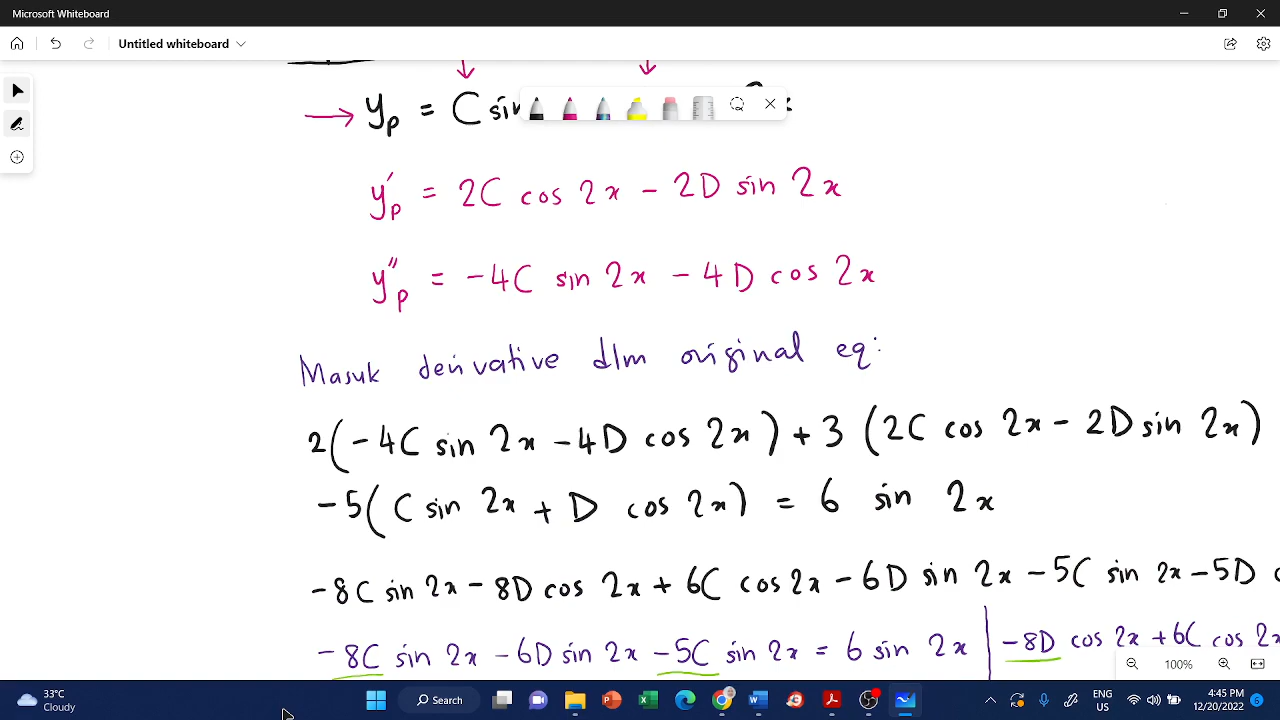 Microsoft Whiteboard
Untitled whiteboard
yp = C sin
y'p = 2C cos 2x - 2D sin 2x
y"p = -4C sin 2x - 4D cos 2x
Masuk derivative dlm original eq:
2(-4C sin 2x -4D cos 2x) + 3 (2C cos 2x - 2D sin 2x)
-5(C sin 2x + D cos 2x) = 6 sin 2x
-8C sin 2x - 8D cos 2x + 6C cos 2x - 6D sin 2x - 5C sin 2x - 5D
-8C sin 2x - 6D sin 2x - 5C sin 2x = 6 sin 2x | -8D cos 2x + 6C cos 2x
100%
33°C
Cloudy
Search
ENG
US
4:45 PM
12/20/2022
5